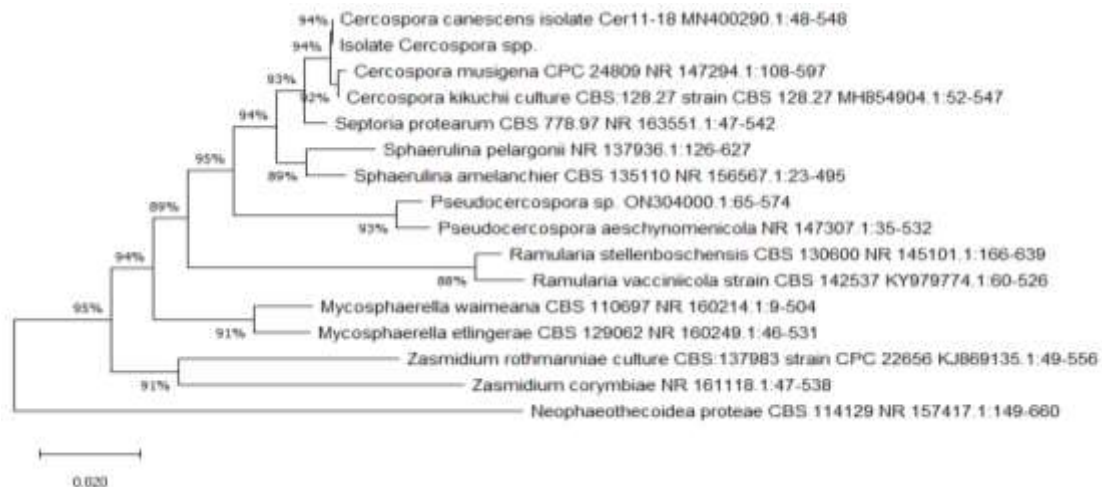 94% Cercospora canescens isolate Cer11-18 MN400290.1:48-548
94% Isolate Cercospora spp.
Cercospora musigena CPC 24809 NR 147294.1:108-597
93%
92% Cercospora kikuchii culture CBS:128.27 strain CBS 128.27 MH854904.1:52-547
94% Septoria protearum CBS 778.97 NR 163551.1:47-542
Sphaerulina pelargonii NR 137936.1:126-627
95%
89% Sphaerulina amelanchier CBS 135110 NR 156567.1:23-495
Pseudocercospora sp. ON304000.1:65-574
89%
93% Pseudocercospora aeschynomenicola NR 147307.1:35-532
Ramularia stellenboschensis CBS 130600 NR 145101.1:166-639
94%
88% Ramularia vacciniicola strain CBS 142537 KY979774.1:60-526
95% Mycosphaerella waimeana CBS 110697 NR 160214.1:9-504
91% Mycosphaerella etlingerae CBS 129062 NR 160249.1:46-531
Zasmidium rothmanniae culture CBS:137983 strain CPC 22656 KJ869135.1:49-556
91% Zasmidium corymbiae NR 161118.1:47-538
Neophaeothecoidea proteae CBS 114129 NR 157417.1:149-660
0.020